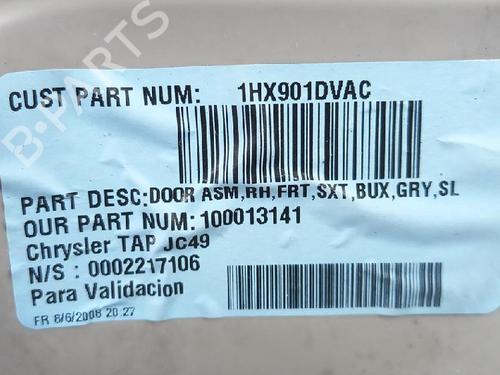 B-PARTS
CUST PART NUM: 1HX901DVAC
PART DESC:DOOR ASM,RH,FRT,SXT,BUX,GRY,SL
OUR PART NUM:100013141
Chrysler TAP JC49
N/S : 0002217106
Para Validacion
FR 6/6/2008 20:27